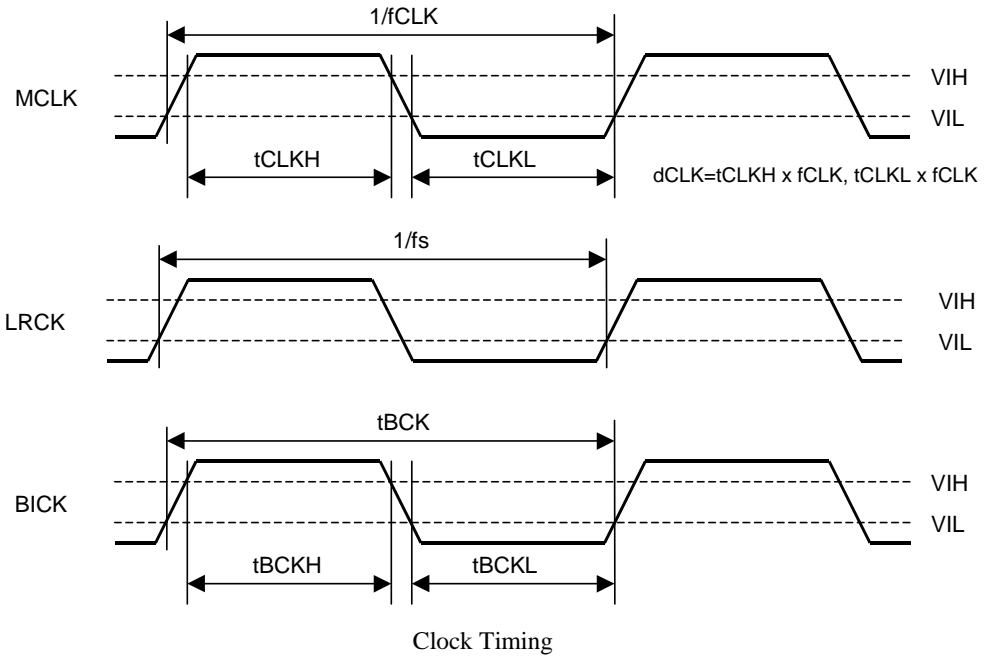 1/fCLK
MCLK
VIH
VIL
tCLKH
tCLKL
dCLK=tCLKH x fCLK, tCLKL x fCLK
1/fs
LRCK
VIH
VIL
tBCK
BICK
VIH
VIL
tBCKH
tBCKL
Clock Timing